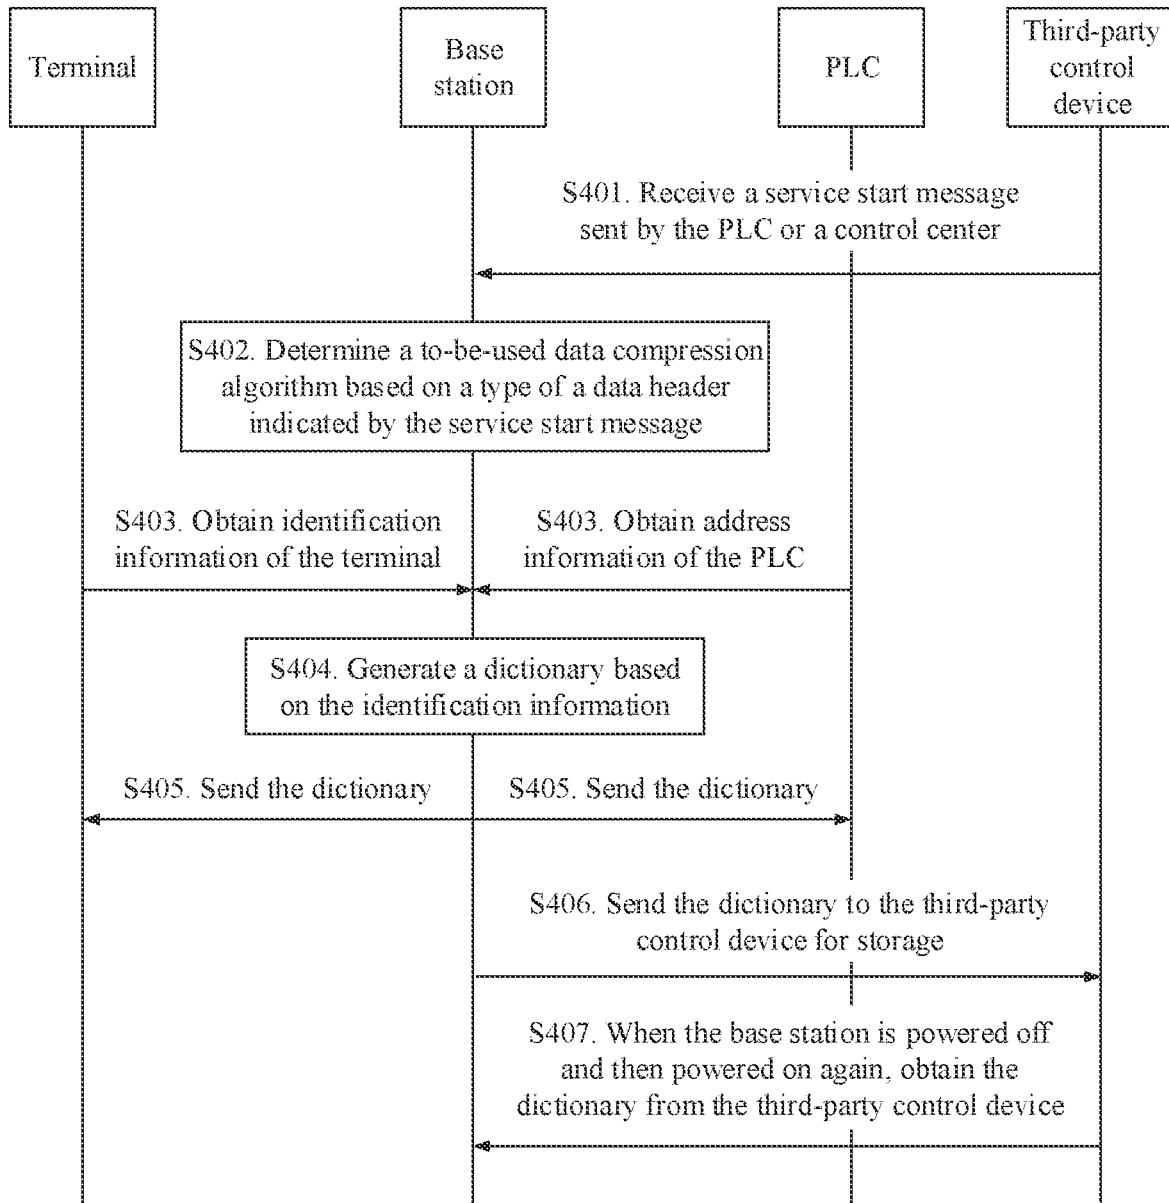 Terminal
Base
station
PLC
Third-party
control
device
S401. Receive a service start message
sent by the PLC or a control center
S402. Determine a to-be-used data compression
algorithm based on a type of a data header
indicated by the service start message
S403. Obtain identification
information of the terminal
S403. Obtain address
information of the PLC
S404. Generate a dictionary based
on the identification information
S405. Send the dictionary
S405. Send the dictionary
S406. Send the dictionary to the third-party
control device for storage
S407. When the base station is powered off
and then powered on again, obtain the
dictionary from the third-party control device